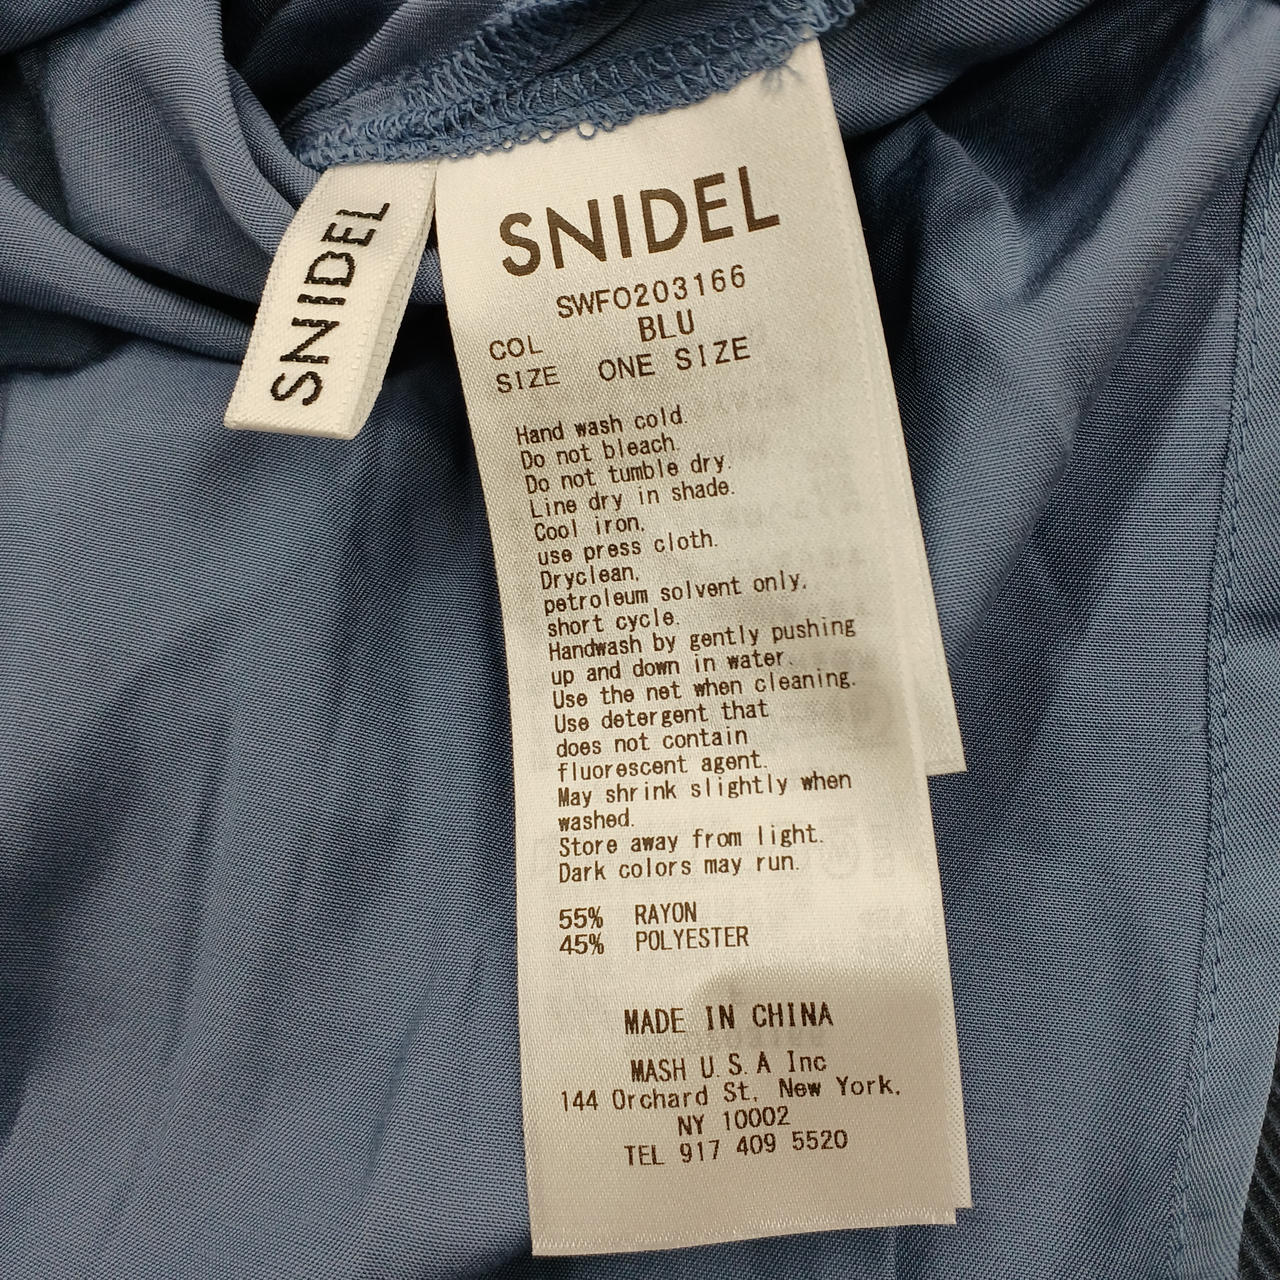 SNIDEL
SNIDEL
SWFO203166
COL BLU
SIZE ONE SIZE
Hand wash cold.
Do not bleach.
Do not tumble dry.
Line dry in shade.
Cool iron,
use press cloth.
Dryclean,
petroleum solvent only,
short cycle.
Handwash by gently pushing
up and down in water.
Use the net when cleaning.
Use detergent that
does not contain
fluorescent agent.
May shrink slightly when
washed.
Store away from light.
Dark colors may run.
55% RAYON
45% POLYESTER
MADE IN CHINA
MASH U.S.A Inc
144 Orchard St, New York,
NY 10002
TEL 917 409 5520